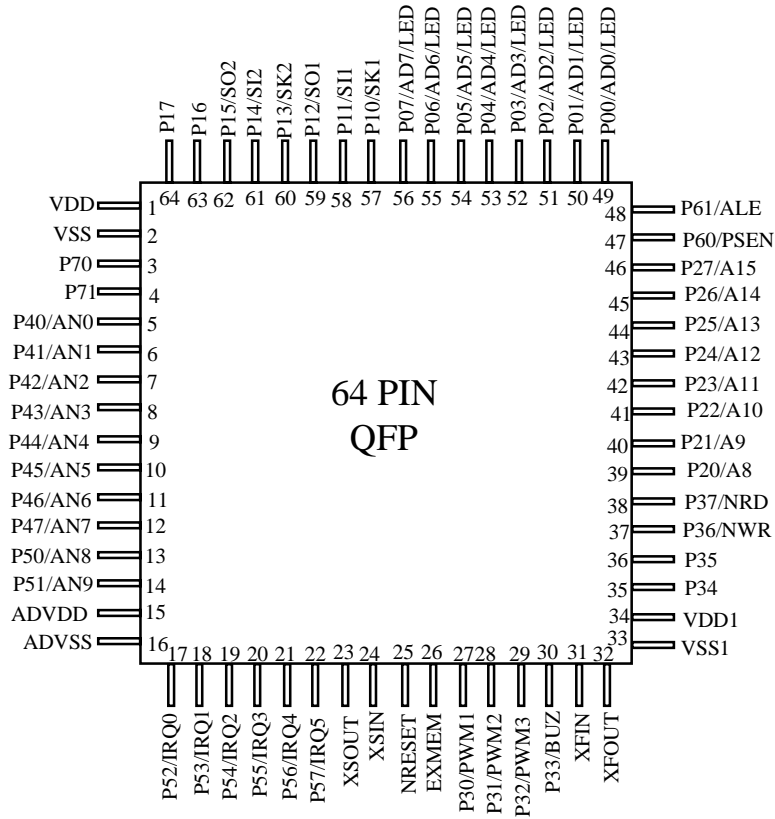 P17
P16
P15/SO2
P14/SI2
P13/SK2
P12/SO1
P11/SI1
P10/SK1
P07/AD7/LED
P06/AD6/LED
P05/AD5/LED
P04/AD4/LED
P03/AD3/LED
P02/AD2/LED
P01/AD1/LED
P00/AD0/LED
64 63 62 61 60 59 58 57 56 55 54 53 52 51 50 49
VDD 1
VSS 2
P70 3
P71 4
P40/AN0 5
P41/AN1 6
P42/AN2 7
P43/AN3 8
P44/AN4 9
P45/AN5 10
P46/AN6 11
P47/AN7 12
P50/AN8 13
P51/AN9 14
ADVDD 15
ADVSS 16
64 PIN
QFP
48 P61/ALE
47 P60/PSEN
46 P27/A15
45 P26/A14
44 P25/A13
43 P24/A12
42 P23/A11
41 P22/A10
40 P21/A9
39 P20/A8
38 P37/NRD
37 P36/NWR
36 P35
35 P34
34 VDD1
33 VSS1
17 18 19 20 21 22 23 24 25 26 27 28 29 30 31 32
P52/IRQ0
P53/IRQ1
P54/IRQ2
P55/IRQ3
P56/IRQ4
P57/IRQ5
XSOUT
XSIN
NRESET
EXMEM
P30/PWM1
P31/PWM2
P32/PWM3
P33/BUZ
XFIN
XFOUT